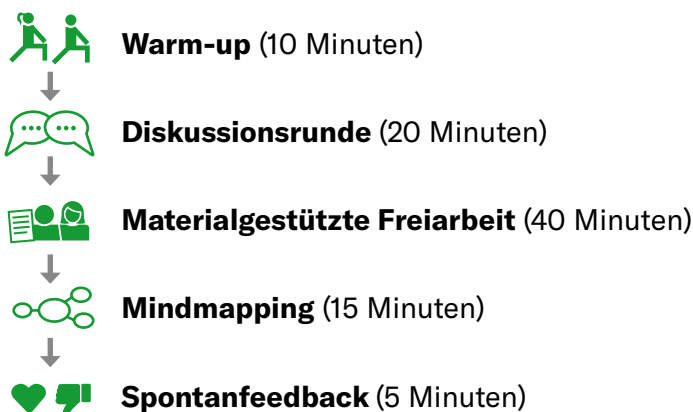 Warm-up (10 Minuten)
Diskussionsrunde (20 Minuten)
Materialgestützte Freiarbeit (40 Minuten)
Mindmapping (15 Minuten)
Spontanfeedback (5 Minuten)